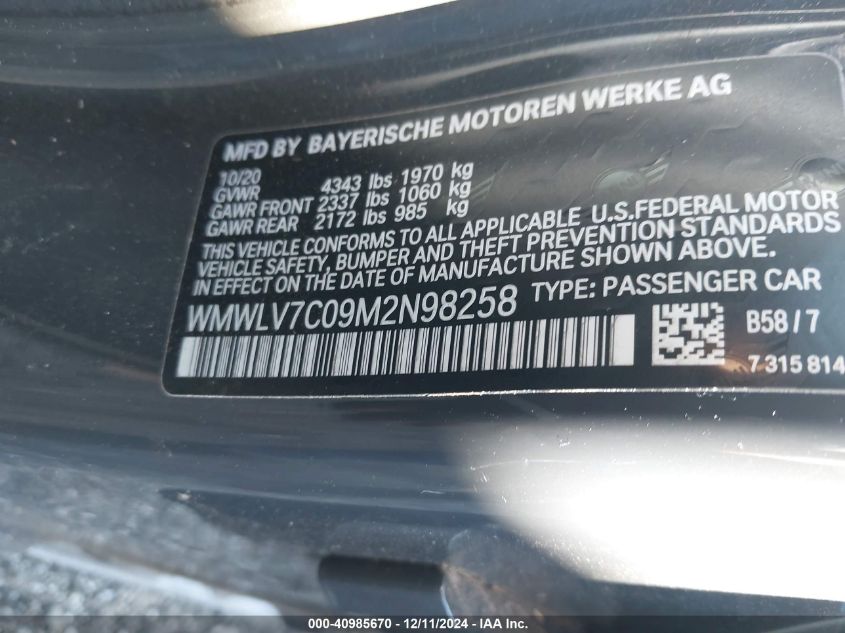 MFD BY BAYERISCHE MOTOREN WERKE AG
10/20
GVWR 4343 lbs 1970 kg
GAWR FRONT 2337 lbs 1060 kg
GAWR REAR 2172 lbs 985 kg
THIS VEHICLE CONFORMS TO ALL APPLICABLE U.S.FEDERAL MOTOR
VEHICLE SAFETY, BUMPER AND THEFT PREVENTION STANDARDS
IN EFFECT ON THE DATE OF MANUFACTURE SHOWN ABOVE.
WMWLV7C09M2N98258 TYPE: PASSENGER CAR
B58/7
7 315 814
000-40985670 - 12/11/2024 - IAAI.COM INC.